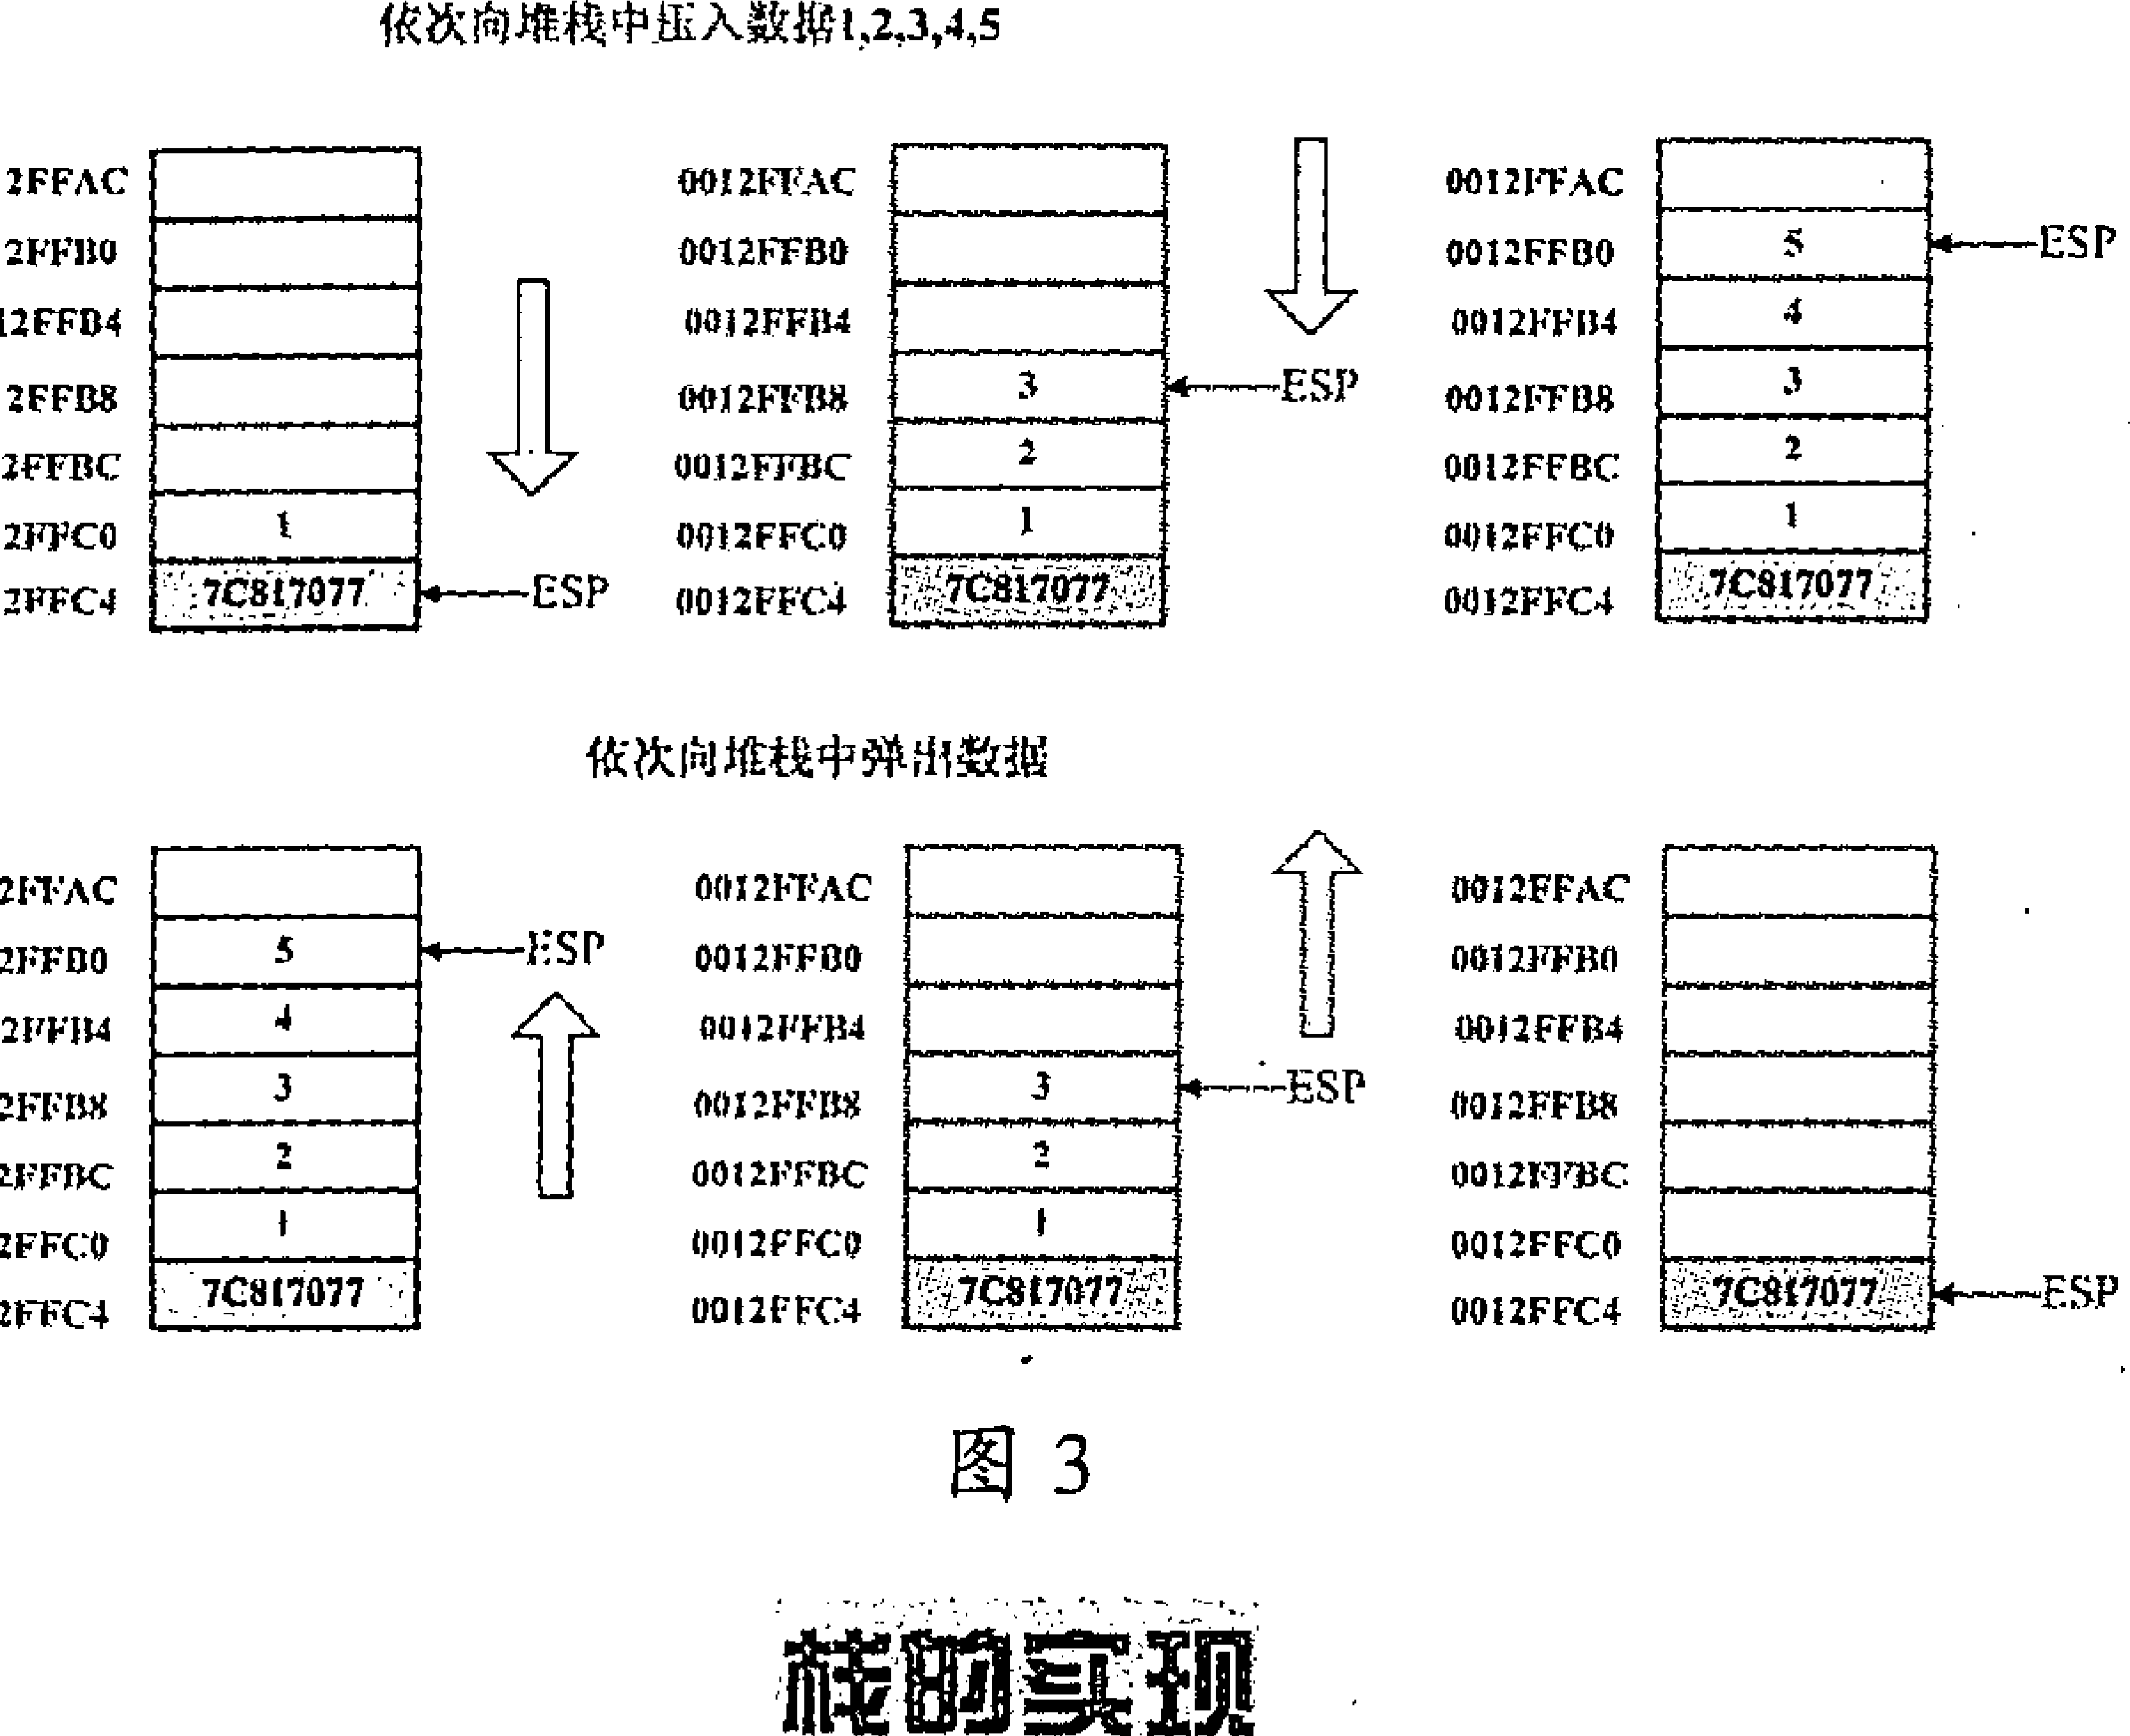 依次向堆栈中压入数据1,2,3,4,5
2FFAC 0012FFAC 0012FFAC
2FFB0 0012FFB0 5 0012FFB0 ESP
12FFB4 0012FFB4 0012FFB4 4
2FFB8 0012FFB8 3 ESP 0012FFB8 3
2FFBC 0012FFBC 2 0012FFBC 2
2FFC0 1 0012FFC0 1 0012FFC0 1
2FFC4 7C817077 ESP 0012FFC4 7C817077 0012FFC4 7C817077
依次向堆栈中弹出数据
2FFAC 0012FFAC 0012FFAC
2FFB0 5 ESP 0012FFB0 0012FFB0
2FFB4 4 0012FFB4 0012FFB4
2FFB8 3 0012FFB8 3 ESP 0012FFB8
2FFBC 2 0012FFBC 2 0012FFBC
2FFC0 1 0012FFC0 1 0012FFC0
2FFC4 7C817077 0012FFC4 7C817077 0012FFC4 7C817077 ESP
图 3
栈的实现